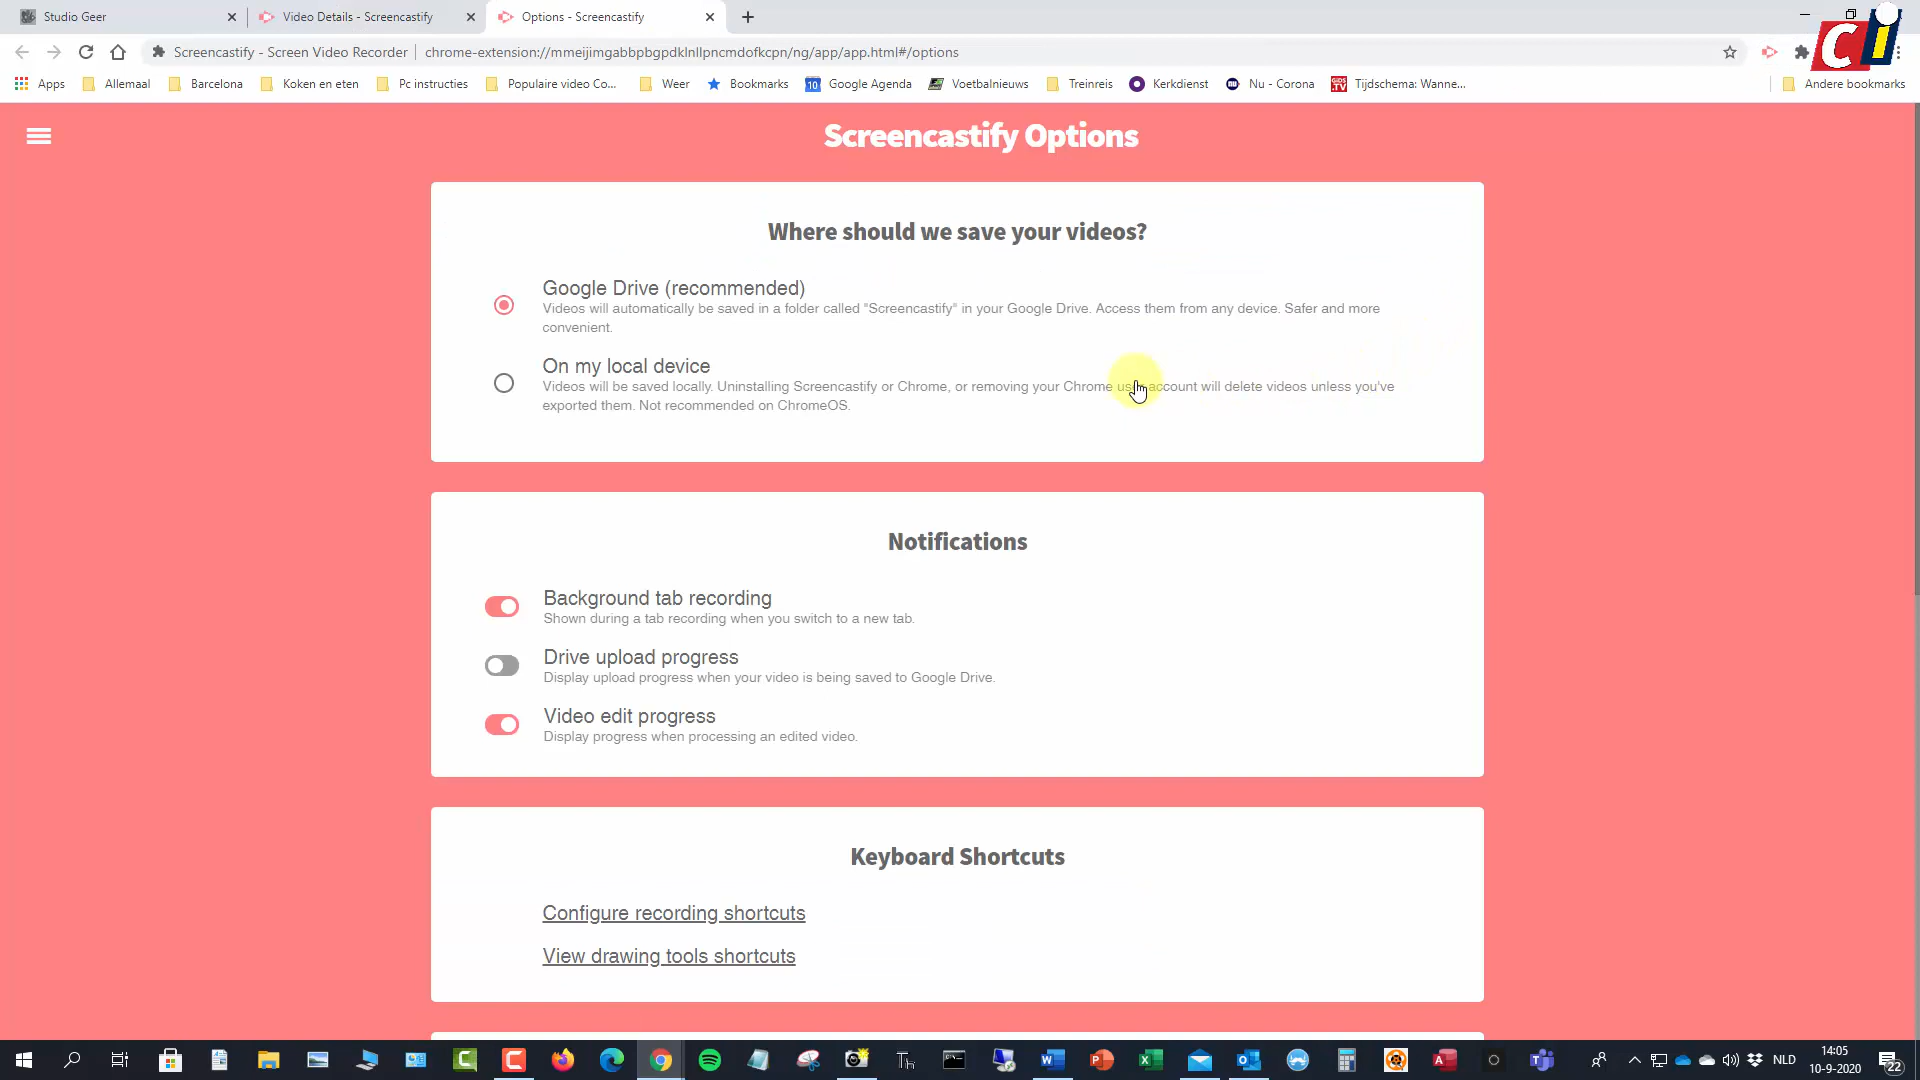 Studio Geer
Video Details - Screencastify
Options - Screencastify
Screencastify - Screen Video Recorder
chrome-extension://mmeijimgabbpbgpdklnllpncmdofkcpn/ng/app/app.html#/options
Ci
Apps
Allemaal
Barcelona
Koken en eten
Pc instructies
Populaire video Co...
Weer
Bookmarks
10
Google Agenda
Voetbalnieuws
Treinreis
Kerkdienst
Nu - Corona
Tijdschema: Wanne...
Andere bookmarks
Screencastify Options
Where should we save your videos?
Google Drive (recommended)
Videos will automatically be saved in a folder called "Screencastify" in your Google Drive. Access them from any device. Safer and more
convenient.
On my local device
Videos will be saved locally. Uninstalling Screencastify or Chrome, or removing your Chrome user account will delete videos unless you've
exported them. Not recommended on ChromeOS.
Notifications
Background tab recording
Shown during a tab recording when you switch to a new tab.
Drive upload progress
Display upload progress when your video is being saved to Google Drive.
Video edit progress
Display progress when processing an edited video.
Keyboard Shortcuts
Configure recording shortcuts
View drawing tools shortcuts
NLD
14:05
10-9-2020
22